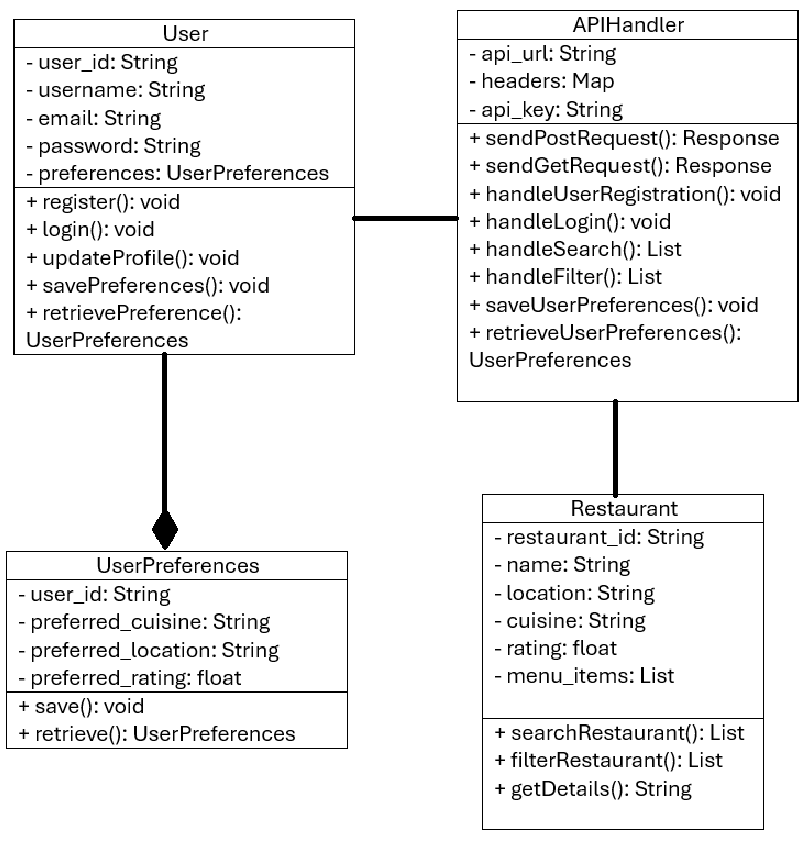 User
- user_id: String
- username: String
- email: String
- password: String
- preferences: UserPreferences
+ register(): void
+ login(): void
+ updateProfile(): void
+ savePreferences(): void
+ retrievePreference():
UserPreferences
APIHandler
- api_url: String
- headers: Map
- api_key: String
+ sendPostRequest(): Response
+ sendGetRequest(): Response
+ handleUserRegistration(): void
+ handleLogin(): void
+ handleSearch(): List
+ handleFilter(): List
+ saveUserPreferences(): void
+ retrieveUserPreferences():
UserPreferences
UserPreferences
- user_id: String
- preferred_cuisine: String
- preferred_location: String
- preferred_rating: float
+ save(): void
+ retrieve(): UserPreferences
Restaurant
- restaurant_id: String
- name: String
- location: String
- cuisine: String
- rating: float
- menu_items: List
+ searchRestaurant(): List
+ filterRestaurant(): List
+ getDetails(): String